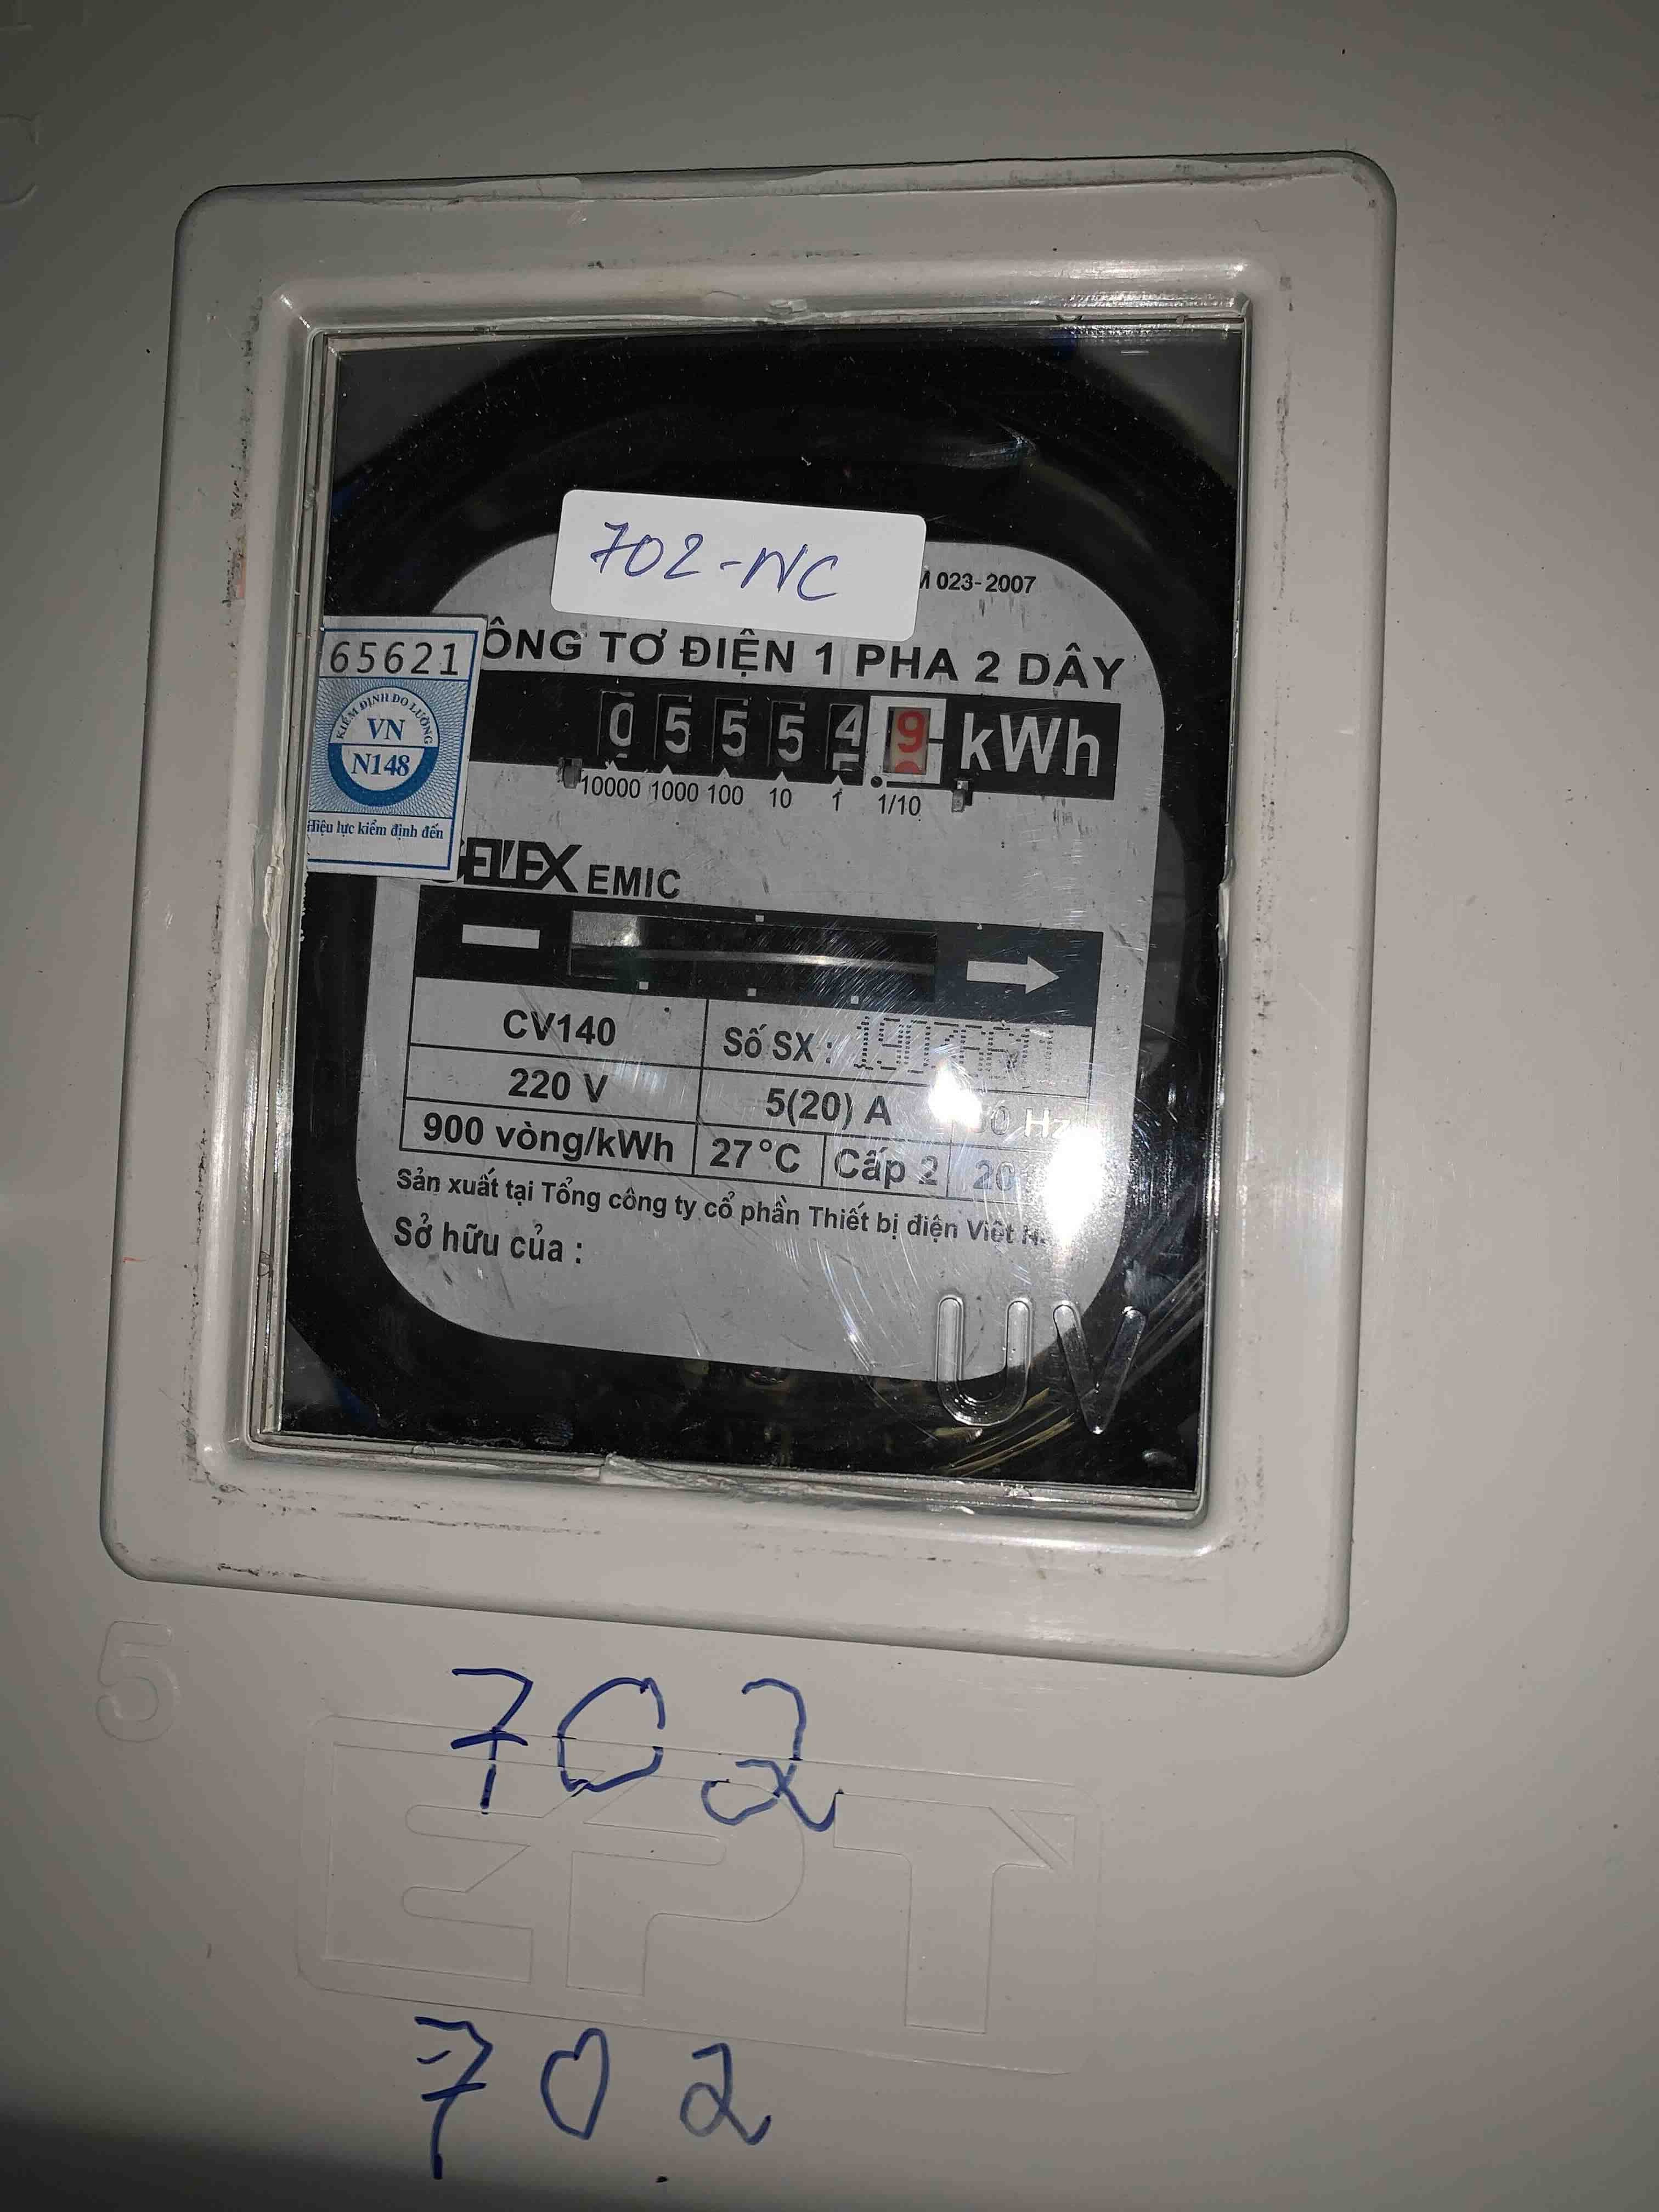 702-NC
M 023-2007
ÔNG TƠ ĐIỆN 1 PHA 2 DÂY
65621
KIỂM ĐỊNH ĐO LƯỜNG
VN
N148
Hiệu lực kiểm định đến
0 5 5 5 4 9 kWh
10000 1000 100 10 1 1/10
GELEX EMIC
CV140
Số SX :
220 V
5(20) A
Hz
900 vòng/kWh
27°C
Cấp 2
Sản xuất tại Tổng công ty cổ phần Thiết bị điện Việt
Sở hữu của :
UV
5
702
EPT
702